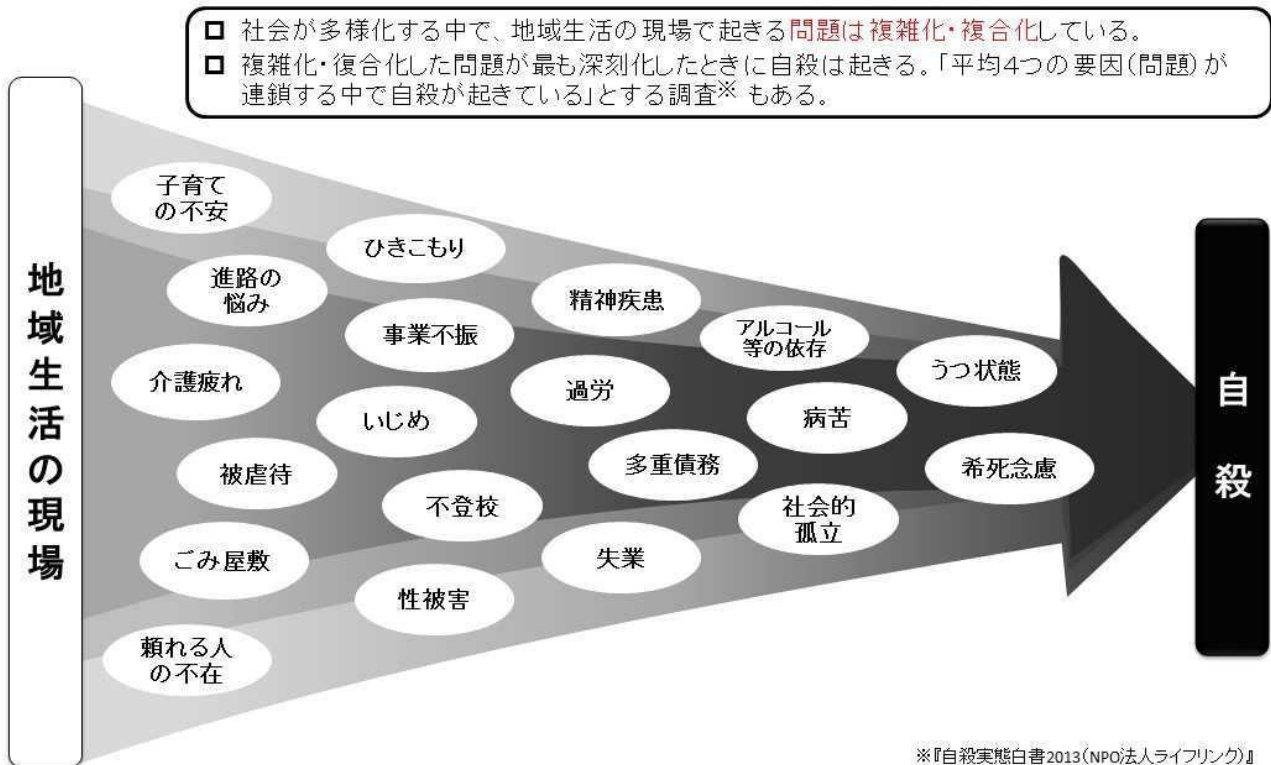 □ 社会が多様化する中で、地域生活の現場で起きる問題は複雑化・複合化している。
□ 複雑化・復合化した問題が最も深刻化したときに自殺は起きる。「平均4つの要因(問題)が
連鎖する中で自殺が起きている」とする調査※ もある。
地域生活の現場
子育て
の不安
ひきこもり
進路の
悩み
精神疾患
事業不振
アルコール
等の依存
介護疲れ
過労
うつ状態
いじめ
病苦
被虐待
多重債務
希死念慮
不登校
社会的
孤立
ごみ屋敷
失業
性被害
頼れる人
の不在
自殺
※『自殺実態白書2013(NPO法人ライフリンク)』